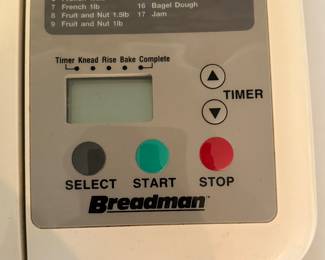 7 French 1lb 16 Bagel Dough
8 Fruit and Nut 1.5lb 17 Jam
9 Fruit and Nut 1lb
Timer Knead Rise Bake Complete
TIMER
SELECT START STOP
Breadman